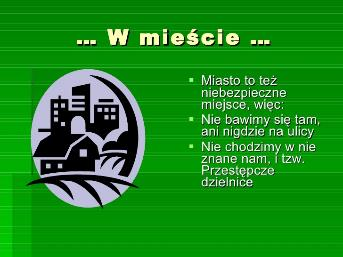 ... W mieście ...
Miasto to też
niebezpieczne
miejsce, więc:
Nie bawimy się tam,
ani nigdzie na ulicy
Nie chodzimy w nie
znane nam, i tzw.
Przestępcze
dzielnice